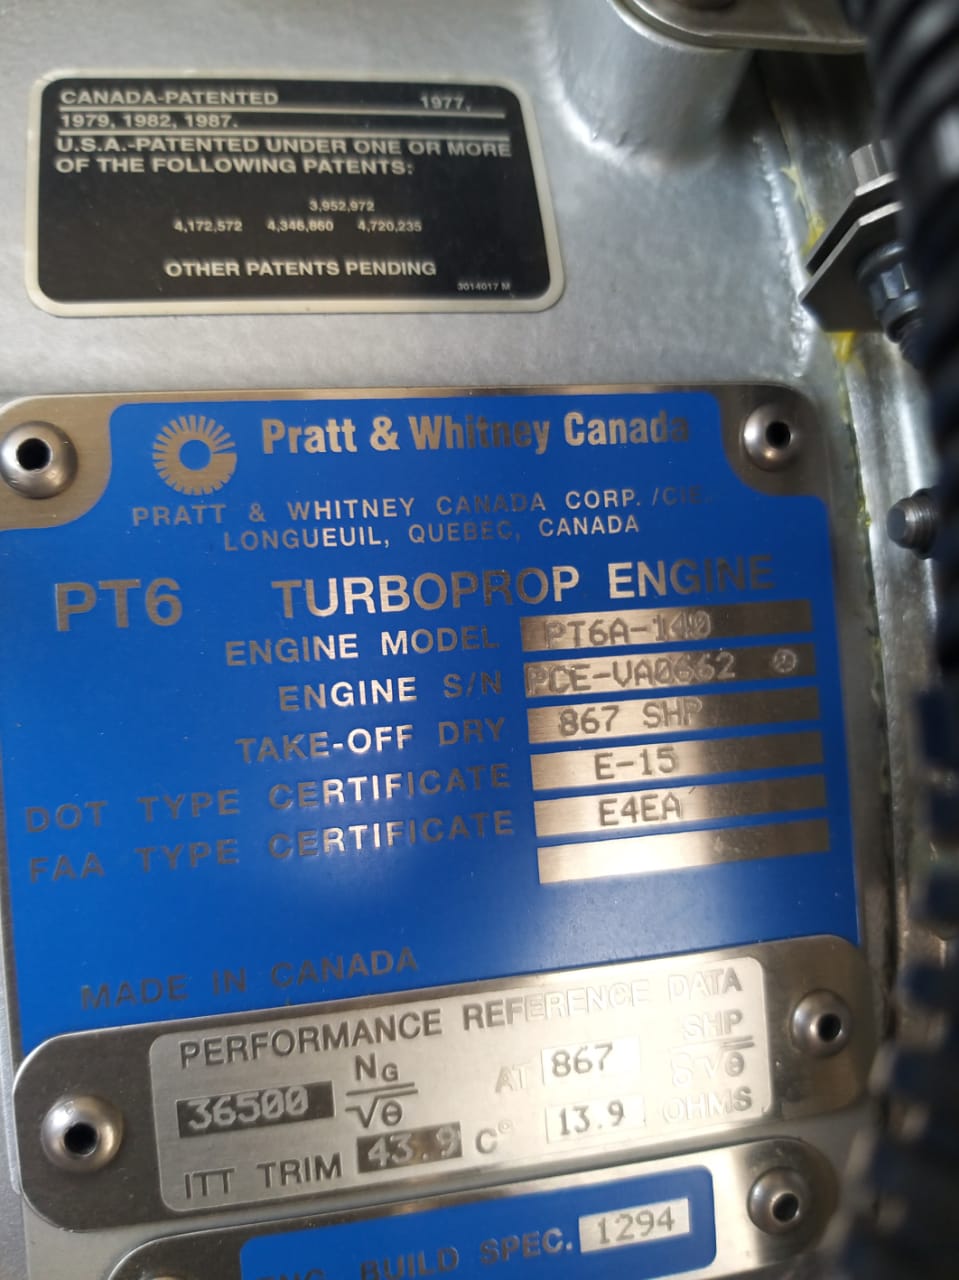 CANADA-PATENTED 1977,
1979, 1982, 1987.
U.S.A.-PATENTED UNDER ONE OR MORE
OF THE FOLLOWING PATENTS:
3,952,972
4,172,572 4,346,860 4,720,235
OTHER PATENTS PENDING
3014017 M
Pratt & Whitney Canada
PRATT & WHITNEY CANADA CORP./CIE.
LONGUEUIL, QUEBEC, CANADA
PT6 TURBOPROP ENGINE
ENGINE MODEL PT6A-140
ENGINE S/N PCE-VA0662
TAKE-OFF DRY 867 SHP
DOT TYPE CERTIFICATE E-15
FAA TYPE CERTIFICATE E4EA
MADE IN CANADA
PERFORMANCE REFERENCE DATA
36500 NG/√θ AT 867 SHP/δ√θ
ITT TRIM 43.9 C° 13.9 OHMS
ENG. BUILD SPEC. 1294